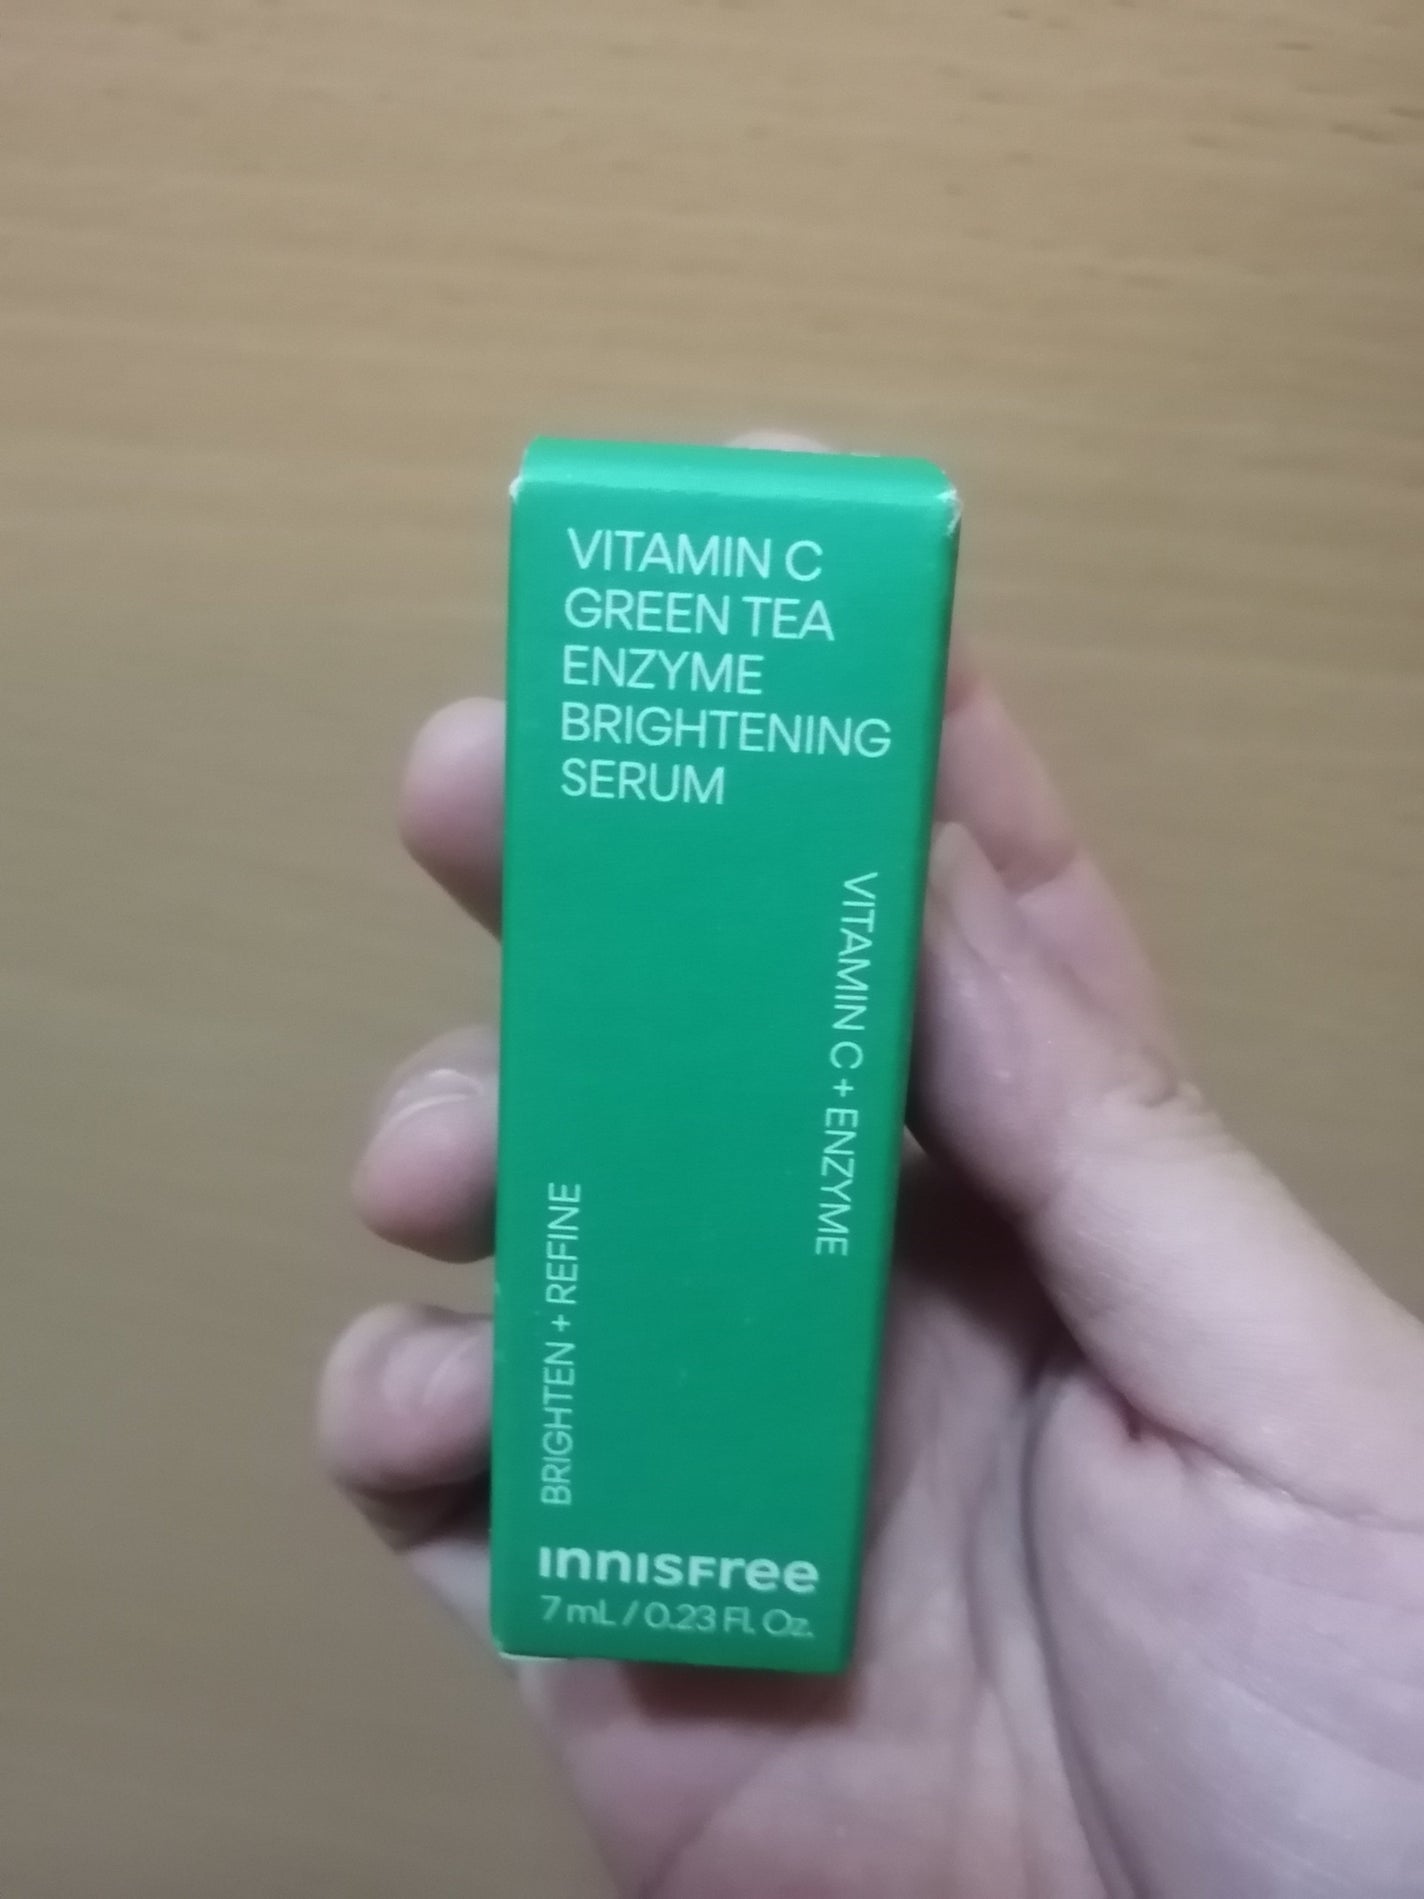 VITAMIN C
GREEN TEA
ENZYME
BRIGHTENING
SERUM
VITAMIN C + ENZYME
BRIGHTEN + REFINE
innisfree
7 mL / 0.23 Fl. Oz.